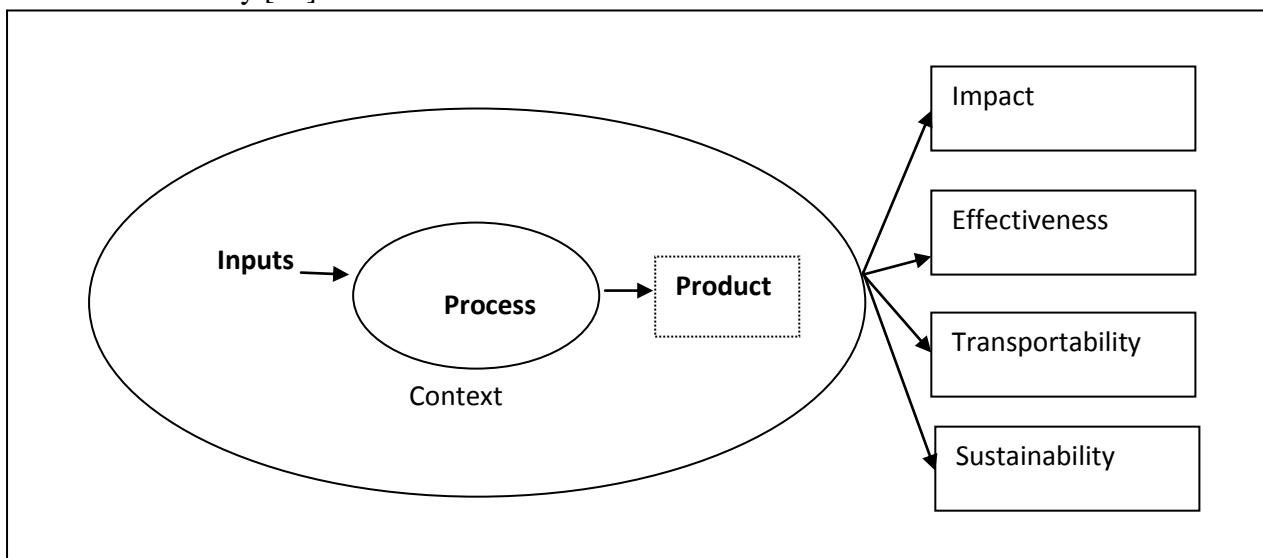 Impact
Effectiveness
Inputs
Process
Product
Context
Transportability
Sustainability